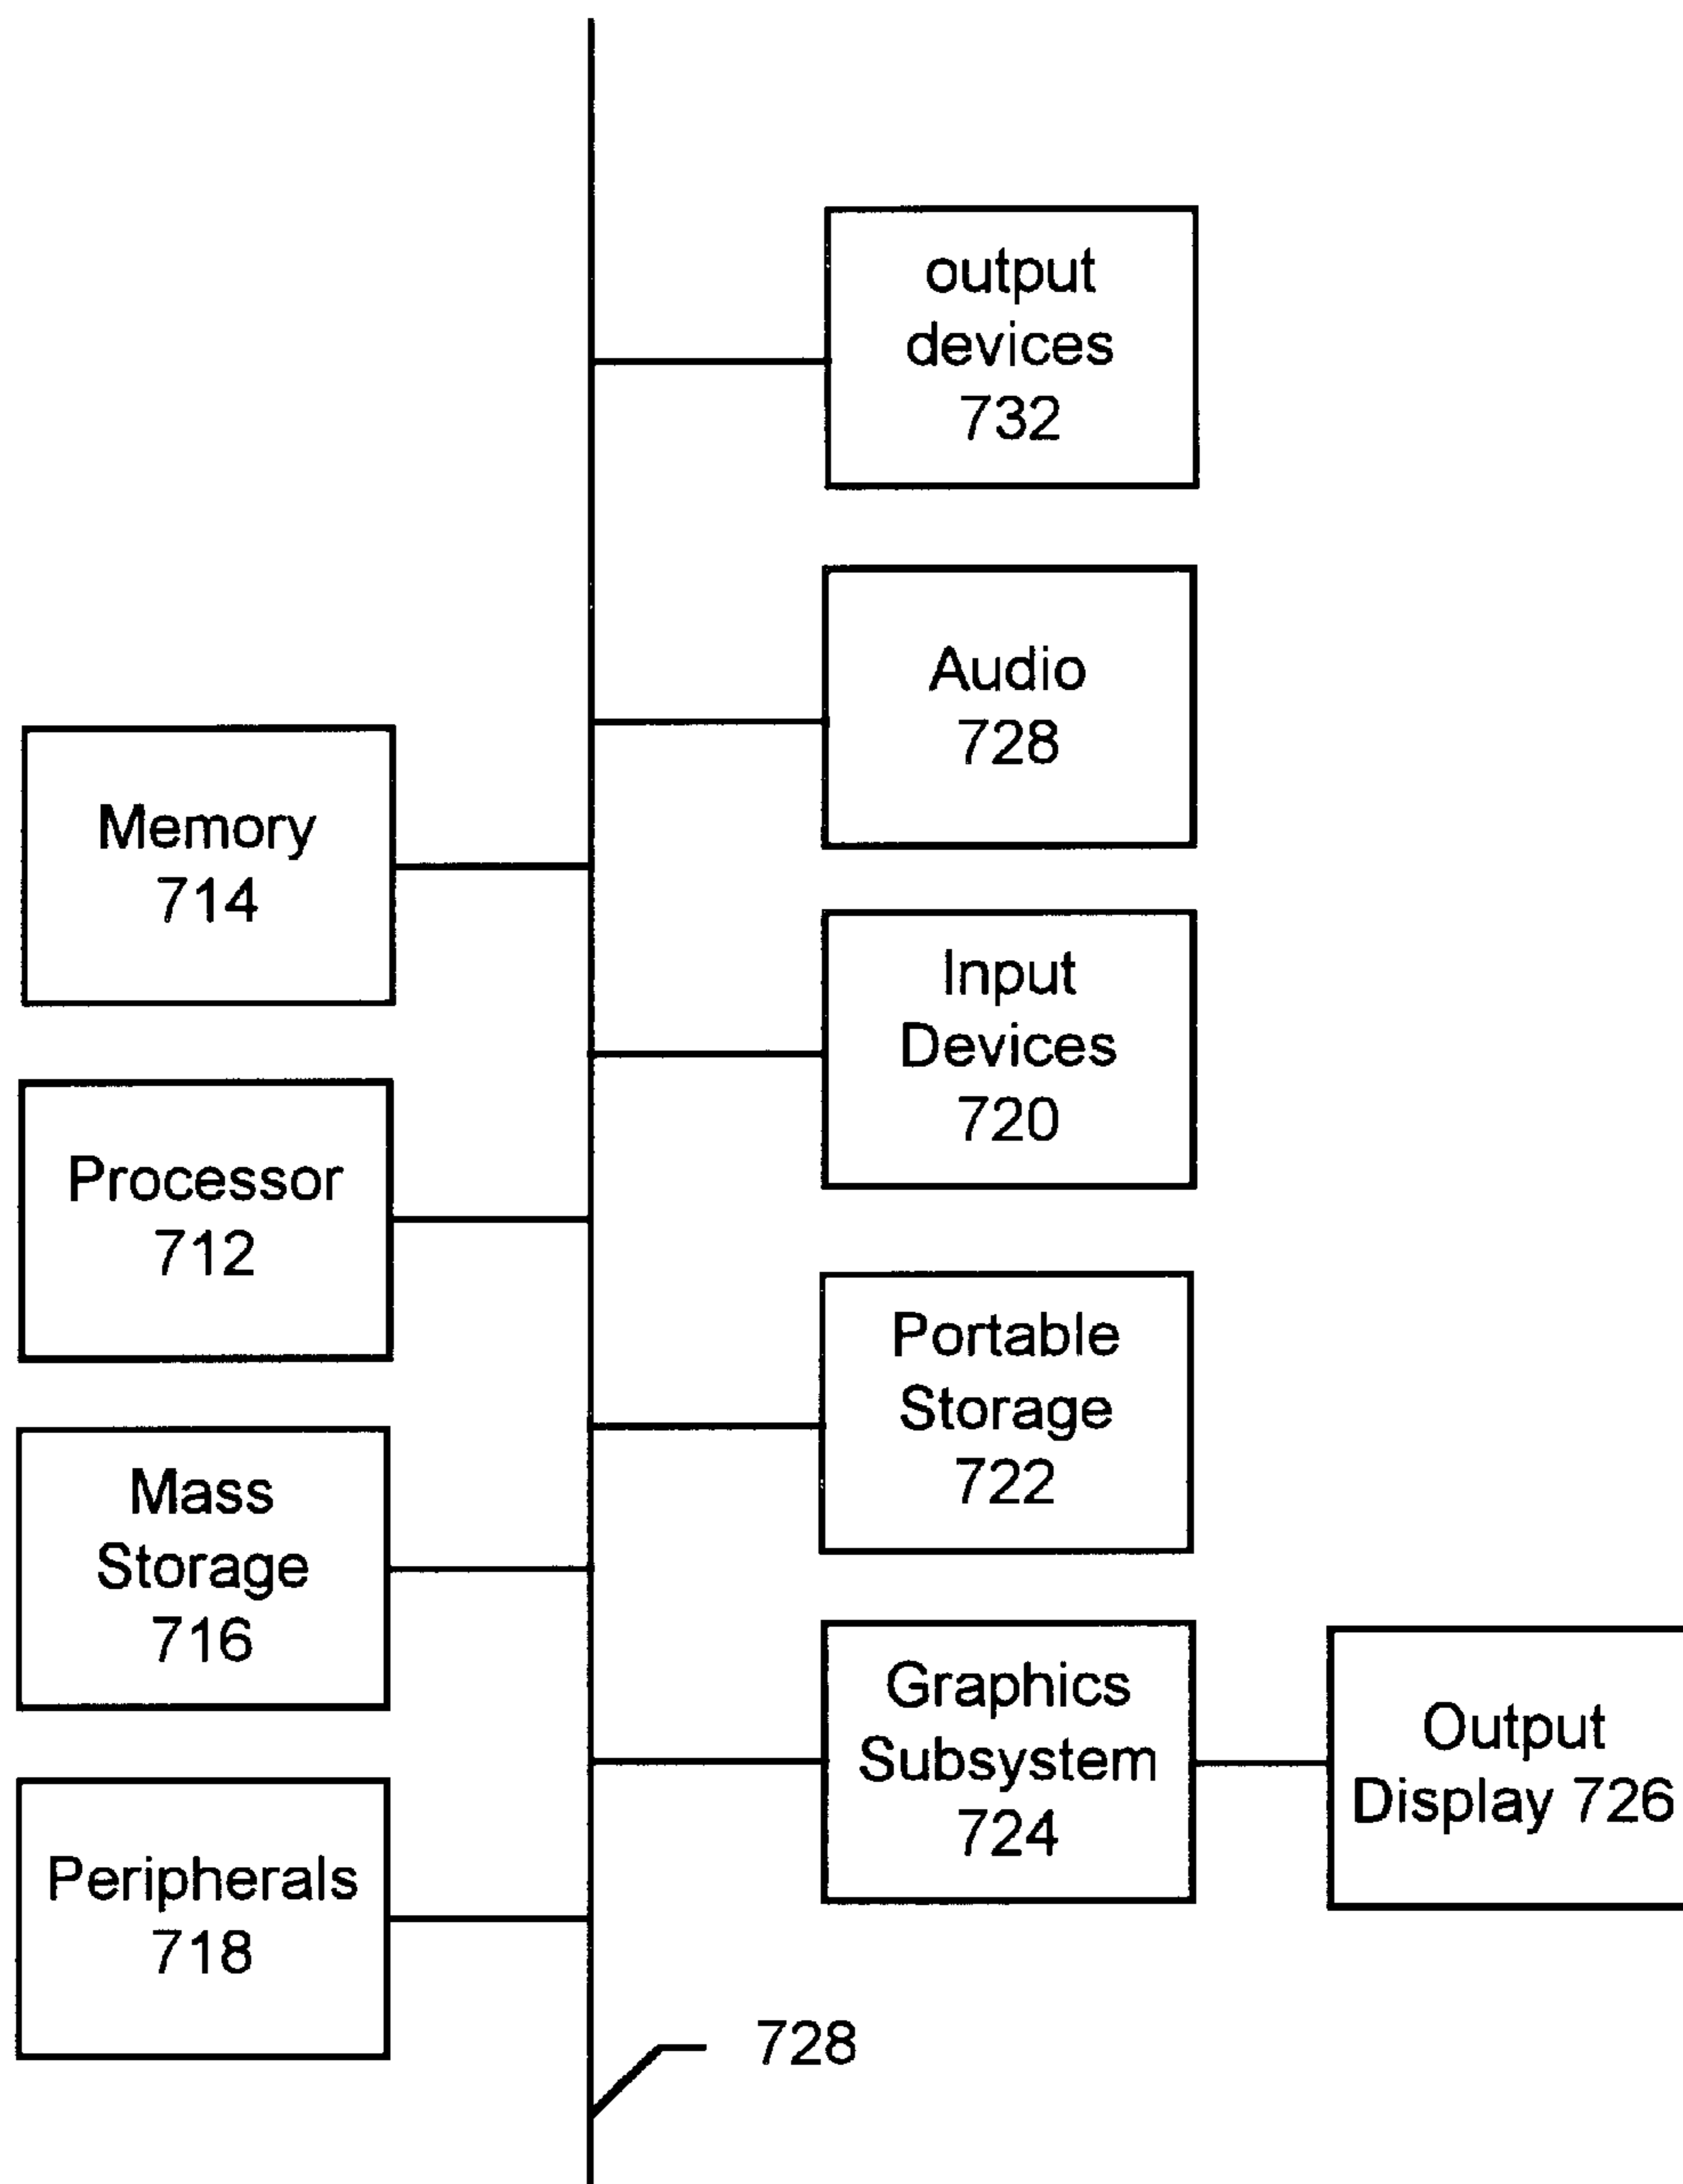 output
devices
732
Audio
728
Memory
714
Input
Devices
720
Processor
712
Portable
Storage
722
Mass
Storage
716
Graphics
Subsystem
724
Output
Display 726
Peripherals
718
728